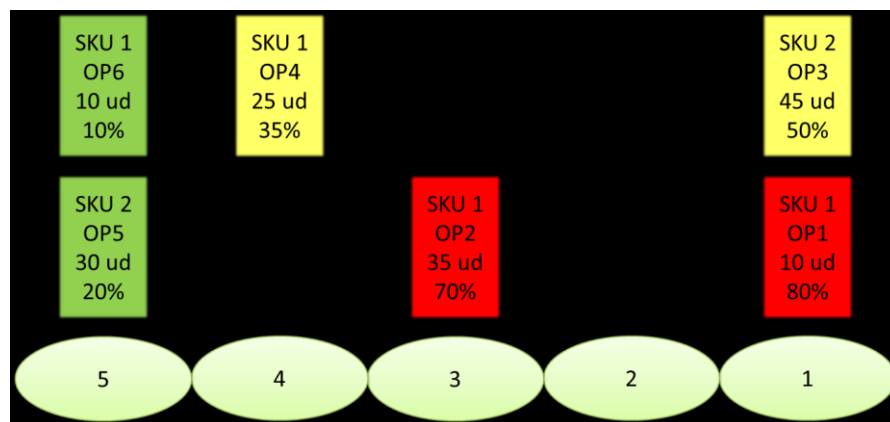 SKU 1
OP6
10 ud
10%
SKU 1
OP4
25 ud
35%
SKU 2
OP3
45 ud
50%
SKU 2
OP5
30 ud
20%
SKU 1
OP2
35 ud
70%
SKU 1
OP1
10 ud
80%
5
4
3
2
1